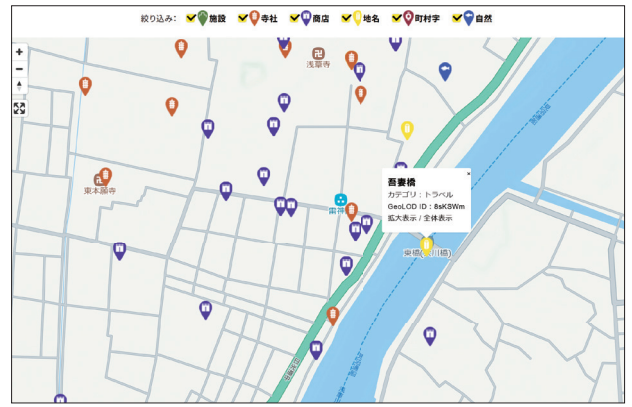 絞り込み: 施設 寺社 商店 地名 町村字 自然
+
−
浅草寺
東本願寺
雷神
×
吾妻橋
カテゴリ：トラベル
GeoLOD ID：8sKSWm
拡大表示 / 全体表示